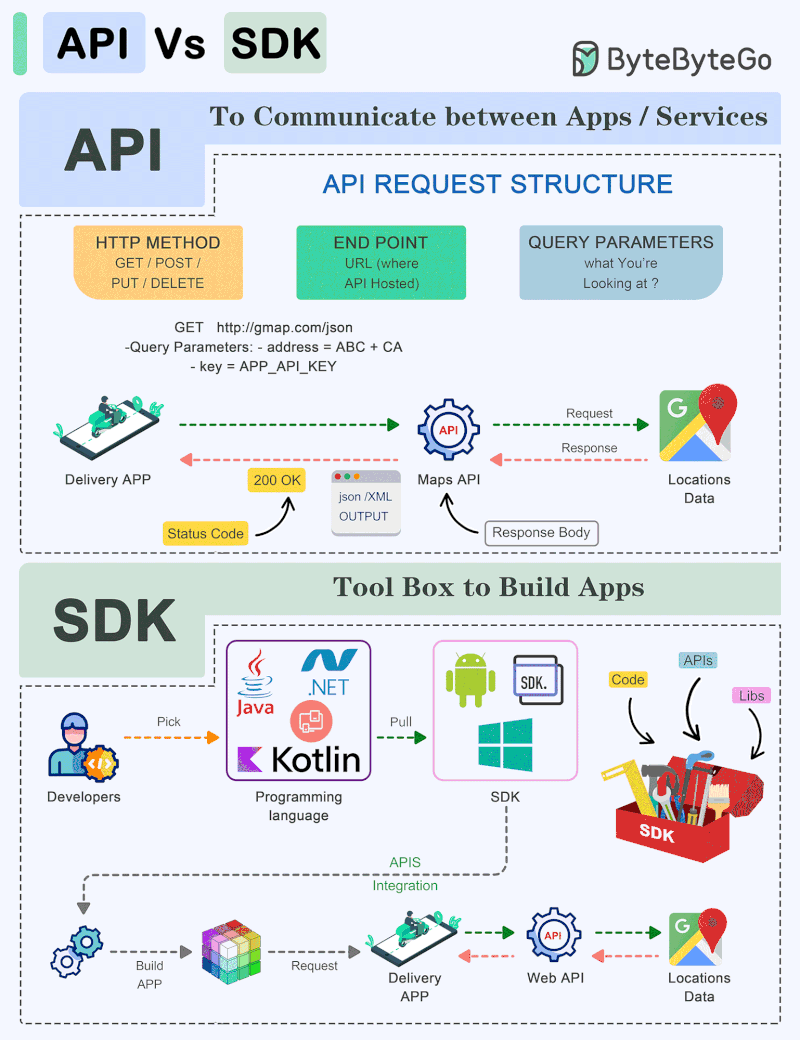 API Vs SDK
ByteByteGo
API
To Communicate between Apps / Services
API REQUEST STRUCTURE
HTTP METHOD
GET / POST /
PUT / DELETE
END POINT
URL (where
API Hosted)
QUERY PARAMETERS
what You're
Looking at ?
GET http://gmap.com/json
-Query Parameters: - address = ABC + CA
- key = APP_API_KEY
Delivery APP
API
Maps API
Request
Response
G
Locations
Data
200 OK
Status Code
json /XML
OUTPUT
Response Body
SDK
Tool Box to Build Apps
Developers
Pick
Java
.NET
Kotlin
Programming
language
Pull
SDK.
SDK
Code
APIs
Libs
SDK
APIS
Integration
Build
APP
Request
Delivery
APP
API
Web API
G
Locations
Data